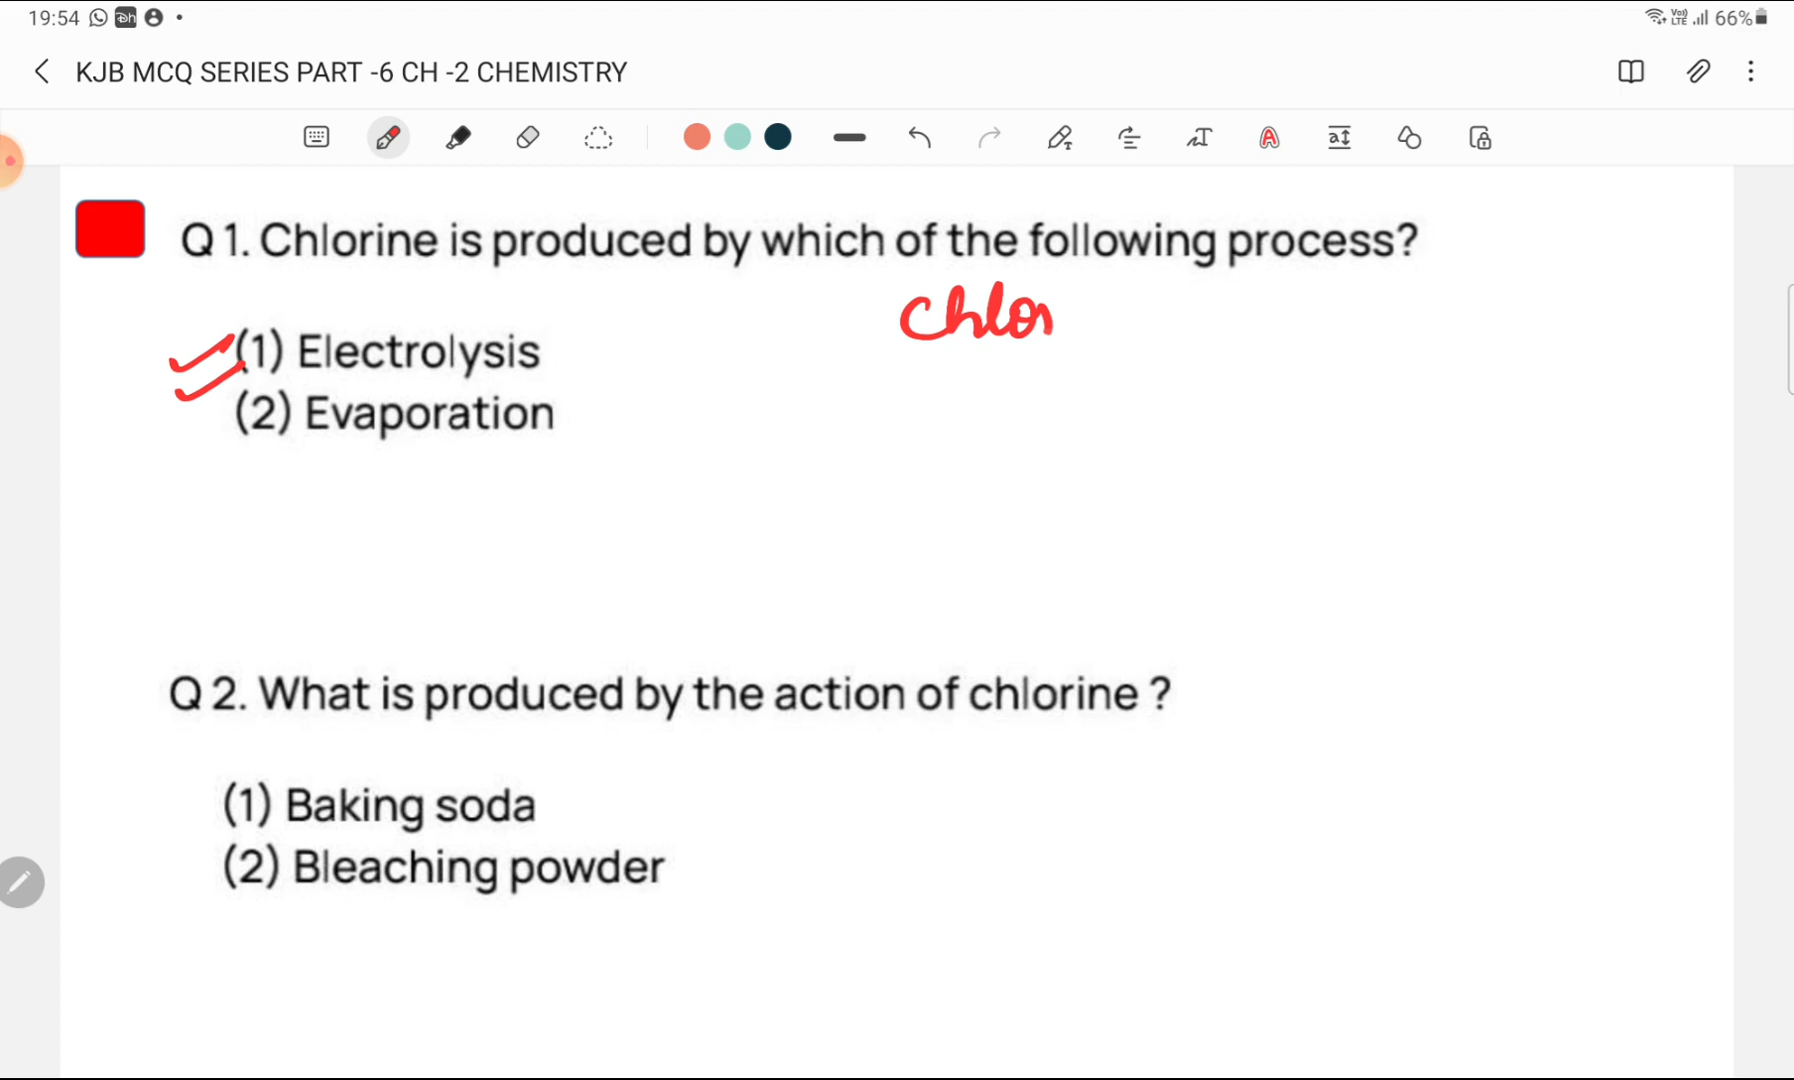 19:54 66%
KJB MCQ SERIES PART -6 CH -2 CHEMISTRY
Q 1. Chlorine is produced by which of the following process?
Chlor
(1) Electrolysis
(2) Evaporation
Q 2. What is produced by the action of chlorine ?
(1) Baking soda
(2) Bleaching powder